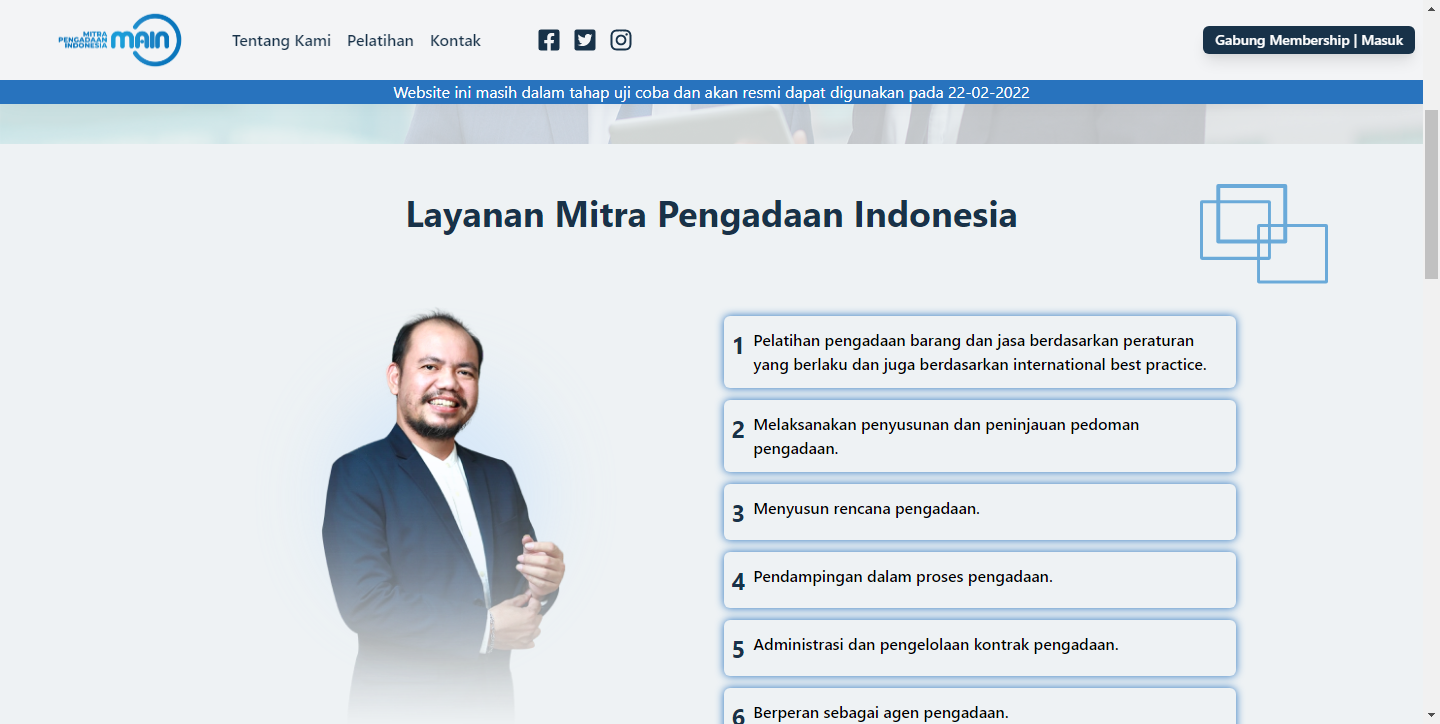 MITRA
PENGADAAN
INDONESIA
MAIN
Tentang Kami
Pelatihan
Kontak
Gabung Membership | Masuk
Website ini masih dalam tahap uji coba dan akan resmi dapat digunakan pada 22-02-2022
Layanan Mitra Pengadaan Indonesia
1
Pelatihan pengadaan barang dan jasa berdasarkan peraturan
yang berlaku dan juga berdasarkan international best practice.
2
Melaksanakan penyusunan dan peninjauan pedoman
pengadaan.
3
Menyusun rencana pengadaan.
4
Pendampingan dalam proses pengadaan.
5
Administrasi dan pengelolaan kontrak pengadaan.
6
Berperan sebagai agen pengadaan.